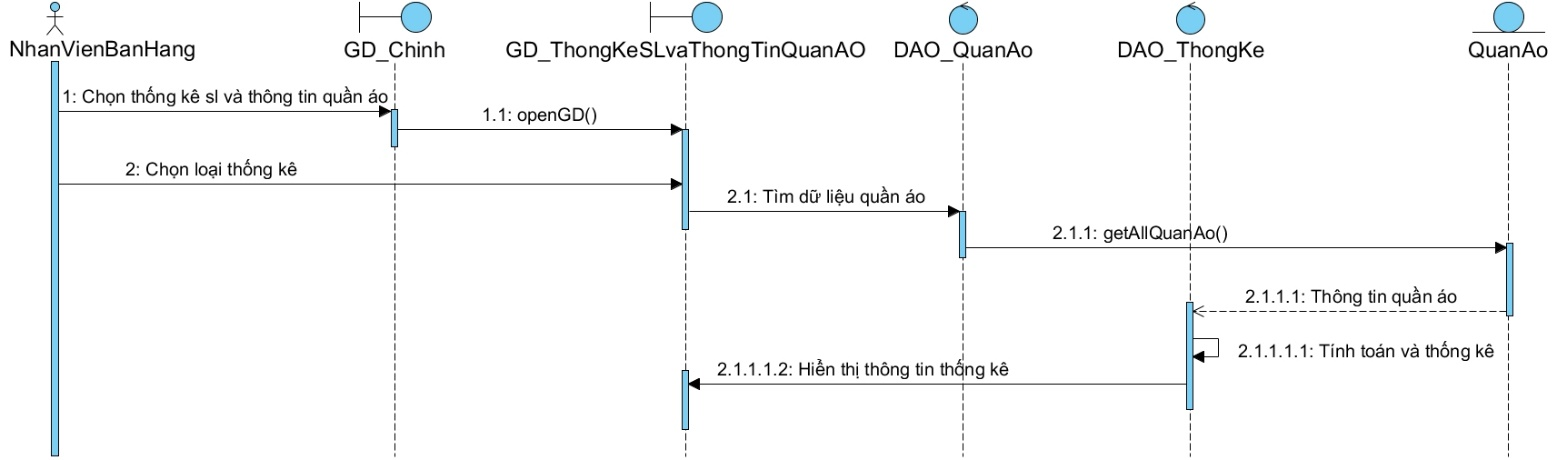 NhanVienBanHang
GD_Chinh
GD_ThongKeSLvaThongTinQuanAO
DAO_QuanAo
DAO_ThongKe
QuanAo
1: Chọn thống kê sl và thông tin quần áo
1.1: openGD()
2: Chọn loại thống kê
2.1: Tìm dữ liệu quần áo
2.1.1: getAllQuanAo()
2.1.1.1: Thông tin quần áo
2.1.1.1.1: Tính toán và thống kê
2.1.1.1.2: Hiển thị thông tin thống kê